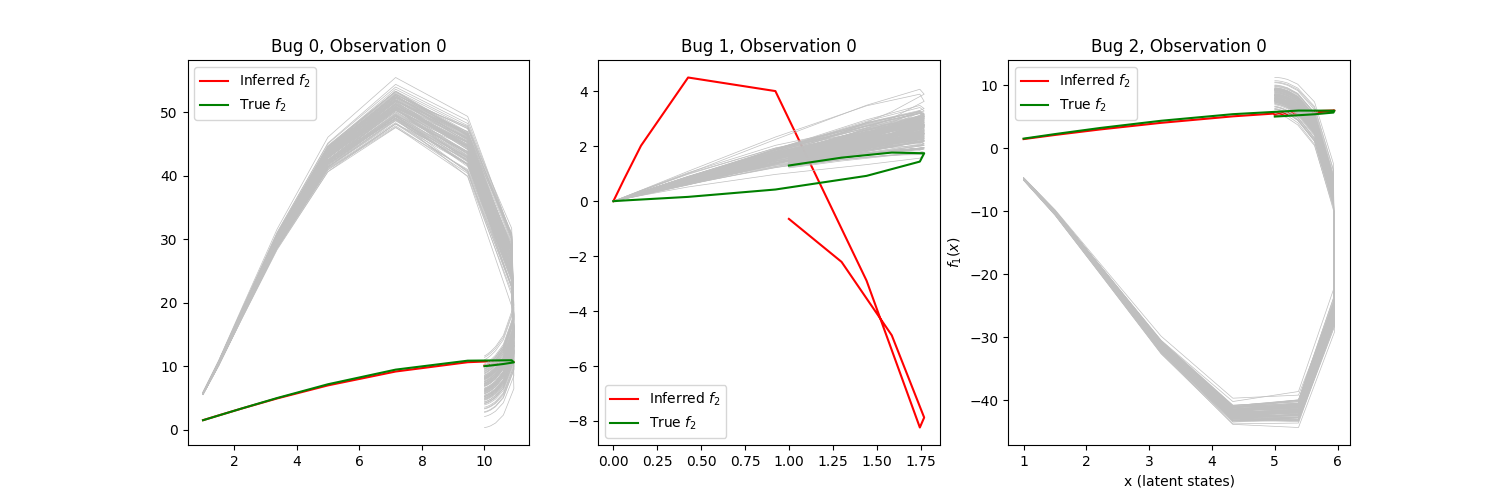 Bug 0, Observation 0
Inferred f₂
True f₂
50
40
30
20
10
0
2 4 6 8 10
Bug 1, Observation 0
4
2
0
−2
−4
−6
−8
Inferred f₂
True f₂
0.00 0.25 0.50 0.75 1.00 1.25 1.50 1.75
Bug 2, Observation 0
Inferred f₂
True f₂
f₁(x)
10
0
−10
−20
−30
−40
1 2 3 4 5 6
x (latent states)